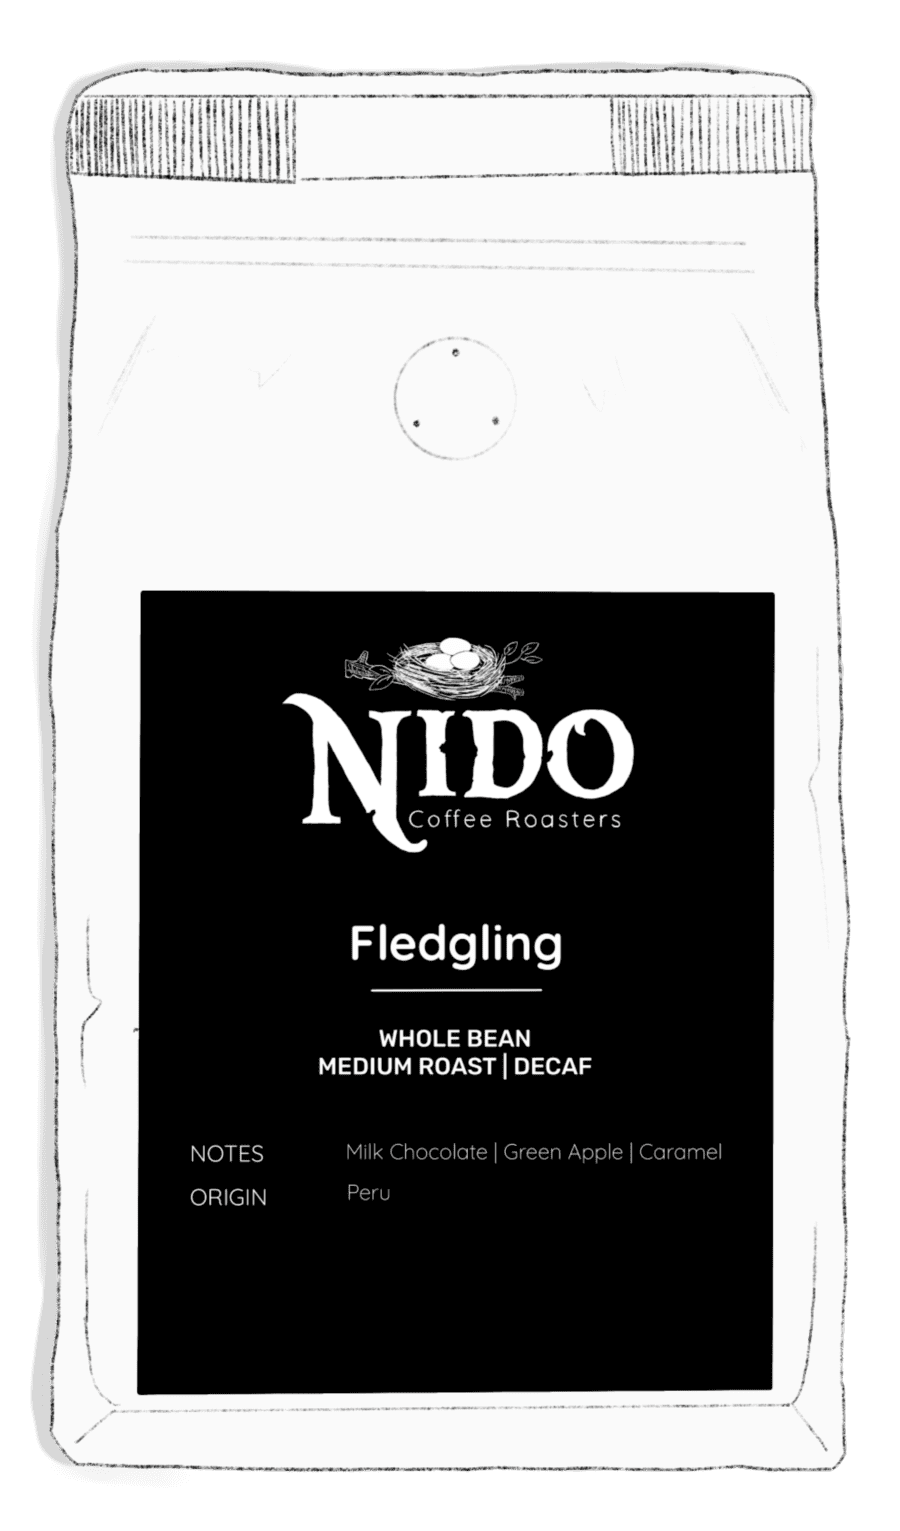 NIDO
Coffee Roasters
Fledgling
WHOLE BEAN
MEDIUM ROAST | DECAF
NOTES Milk Chocolate | Green Apple | Caramel
ORIGIN Peru